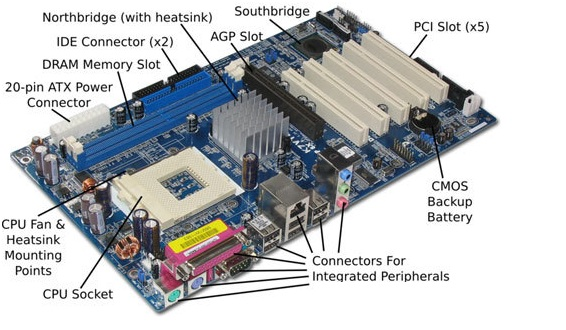 Northbridge (with heatsink)
Southbridge
IDE Connector (x2)
AGP Slot
PCI Slot (x5)
DRAM Memory Slot
20-pin ATX Power
Connector
CMOS
Backup
Battery
CPU Fan &
Heatsink
Mounting
Points
Connectors For
Integrated Peripherals
CPU Socket